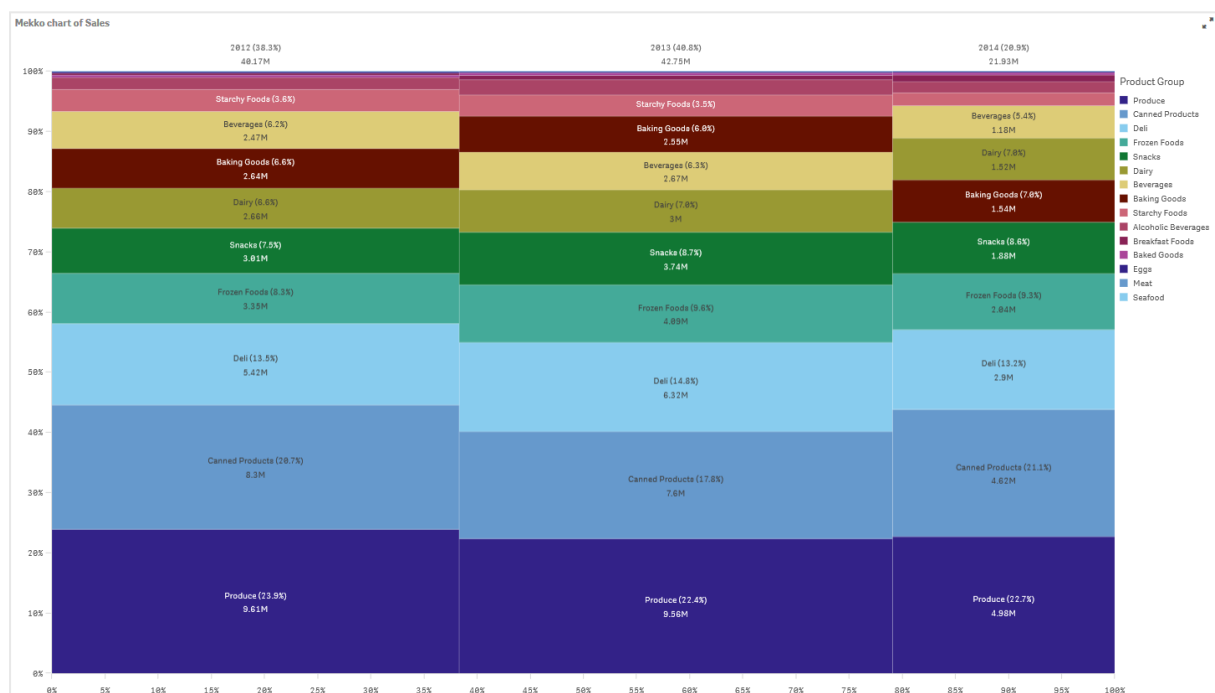 Mekko chart of Sales
2012 (38.3%)
40.17M
2013 (40.8%)
42.75M
2014 (20.9%)
21.93M
100%
90%
80%
70%
60%
50%
40%
30%
20%
10%
0%
Starchy Foods (3.6%)
Beverages (6.2%)
2.47M
Baking Goods (6.6%)
2.64M
Dairy (6.6%)
2.66M
Snacks (7.5%)
3.01M
Frozen Foods (8.3%)
3.35M
Deli (13.5%)
5.42M
Canned Products (20.7%)
8.3M
Produce (23.9%)
9.61M
Starchy Foods (3.5%)
Baking Goods (6.0%)
2.55M
Beverages (6.3%)
2.67M
Dairy (7.0%)
3M
Snacks (8.7%)
3.74M
Frozen Foods (9.6%)
4.09M
Deli (14.8%)
6.32M
Canned Products (17.8%)
7.6M
Produce (22.4%)
9.56M
Beverages (5.4%)
1.18M
Dairy (7.0%)
1.52M
Baking Goods (7.0%)
1.54M
Snacks (8.6%)
1.88M
Frozen Foods (9.3%)
2.04M
Deli (13.2%)
2.9M
Canned Products (21.1%)
4.62M
Produce (22.7%)
4.98M
0% 5% 10% 15% 20% 25% 30% 35% 40% 45% 50% 55% 60% 65% 70% 75% 80% 85% 90% 95% 100%
Product Group
Produce
Canned Products
Deli
Frozen Foods
Snacks
Dairy
Beverages
Baking Goods
Starchy Foods
Alcoholic Beverages
Breakfast Foods
Baked Goods
Eggs
Meat
Seafood